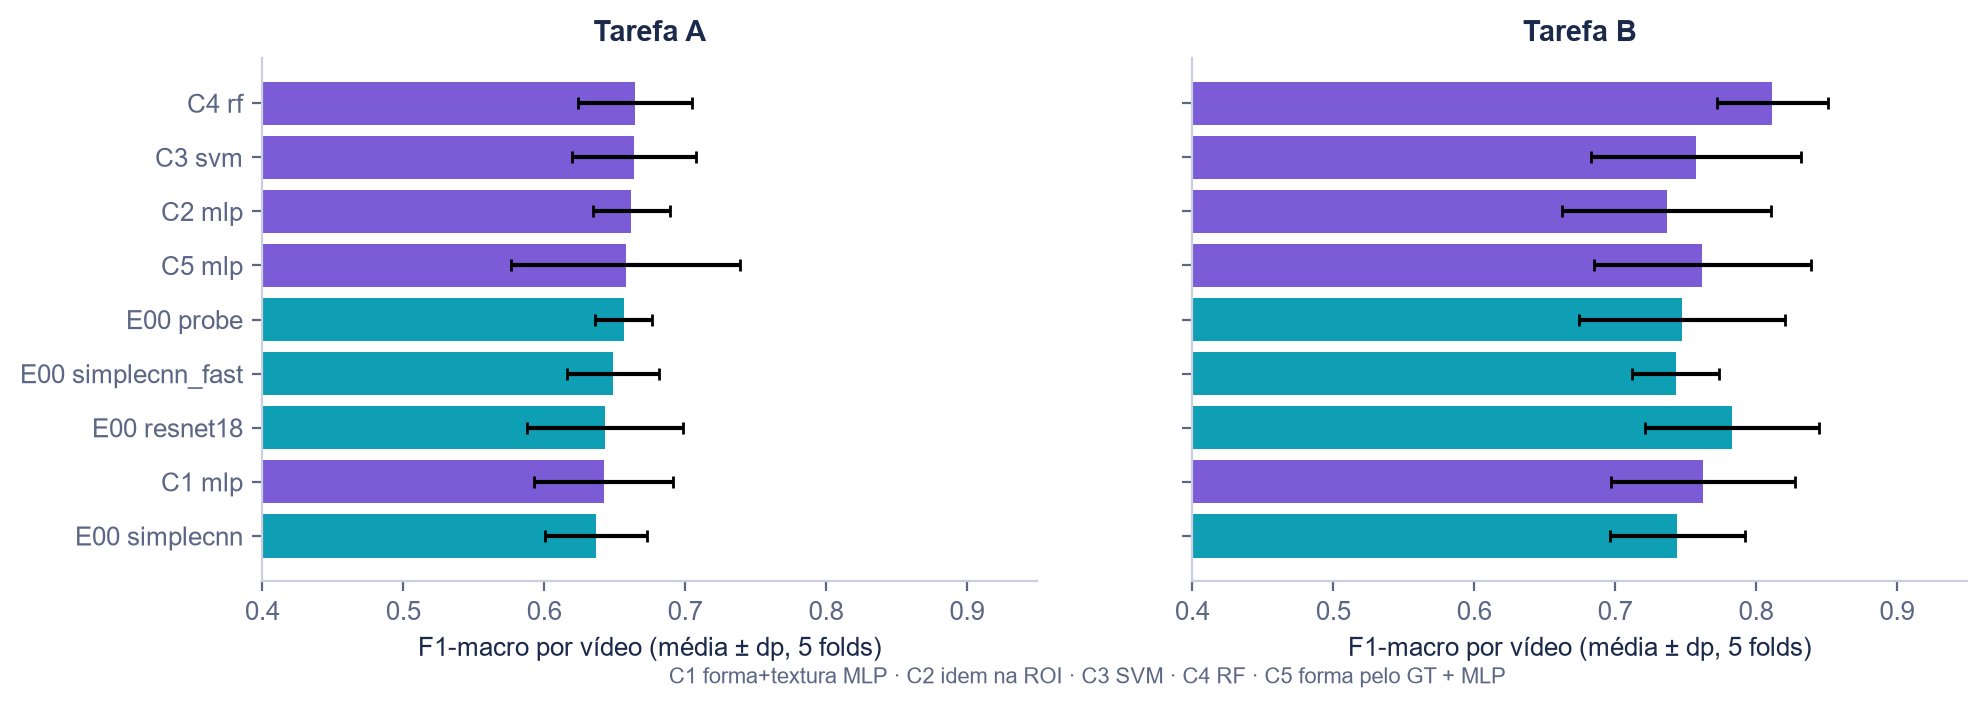 Tarefa A
Tarefa B
C4 rf
C3 svm
C2 mlp
C5 mlp
E00 probe
E00 simplecnn_fast
E00 resnet18
C1 mlp
E00 simplecnn
0.4 0.5 0.6 0.7 0.8 0.9
0.4 0.5 0.6 0.7 0.8 0.9
F1-macro por vídeo (média ± dp, 5 folds)
F1-macro por vídeo (média ± dp, 5 folds)
C1 forma+textura MLP · C2 idem na ROI · C3 SVM · C4 RF · C5 forma pelo GT + MLP